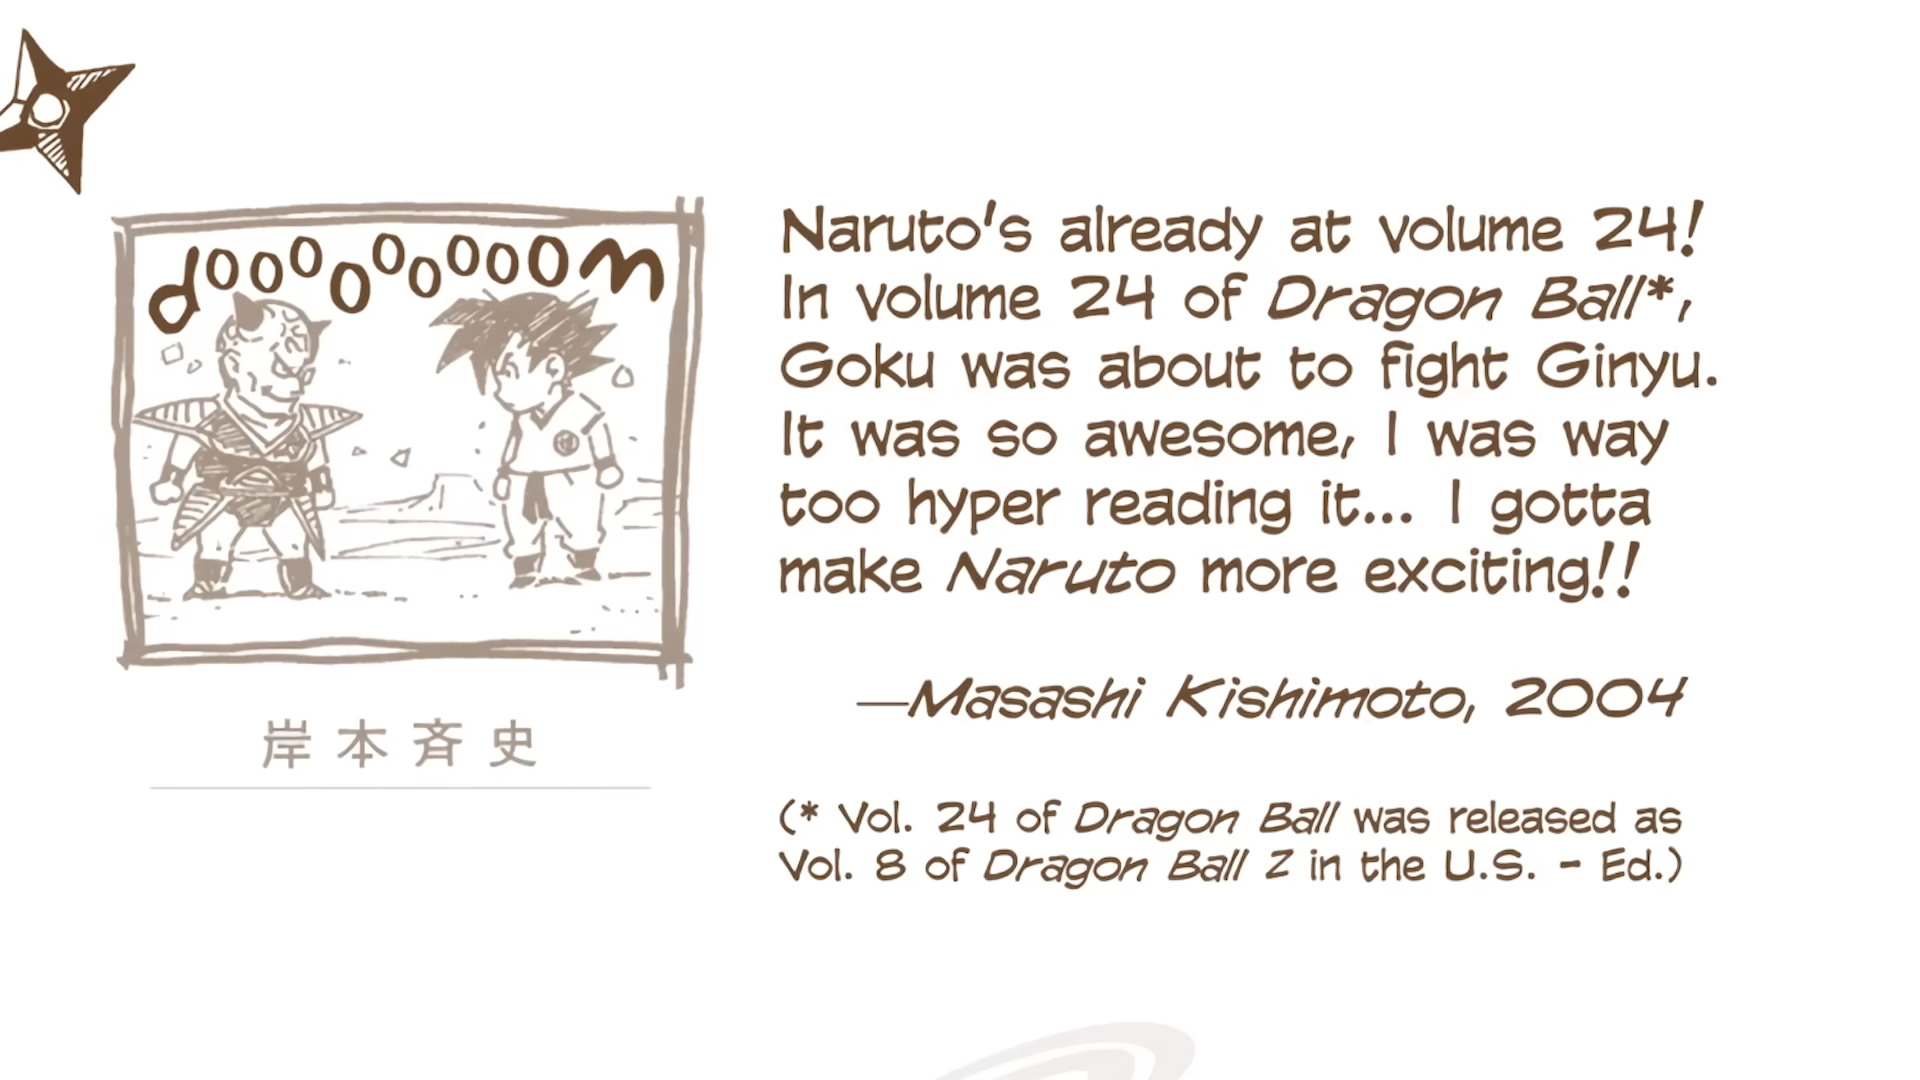 dooooooooom
Naruto's already at volume 24!
In volume 24 of Dragon Ball*,
Goku was about to fight Ginyu.
It was so awesome, I was way
too hyper reading it... I gotta
make Naruto more exciting!!
—Masashi Kishimoto, 2004
岸本斉史
(* Vol. 24 of Dragon Ball was released as
Vol. 8 of Dragon Ball Z in the U.S. - Ed.)